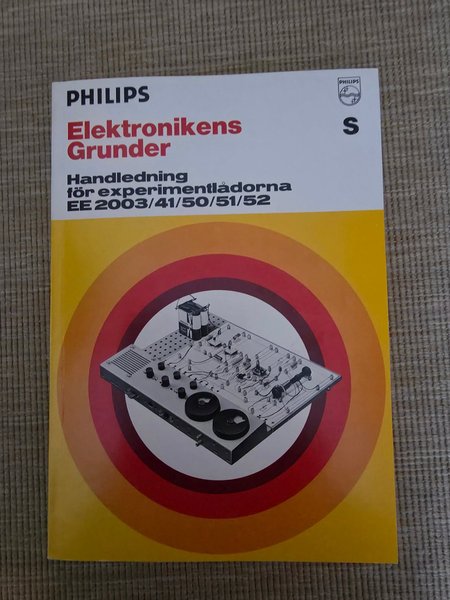 PHILIPS
PHILIPS
Elektronikens
Grunder
S
Handledning
för experimentlådorna
EE 2003/41/50/51/52